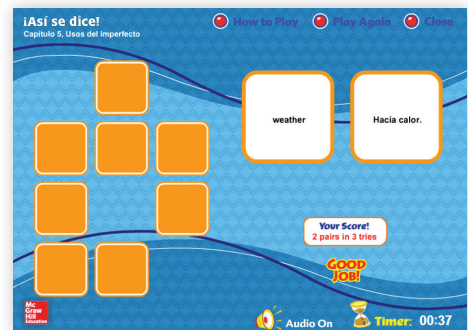 ¡Así se dice!
Capítulo 5, Usos del imperfecto
How to Play
Play Again
Close
weather
Hacía calor.
Your Score!
2 pairs in 3 tries
GOOD
JOB!
Mc
Graw
Hill
Education
Audio On
Timer: 00:37